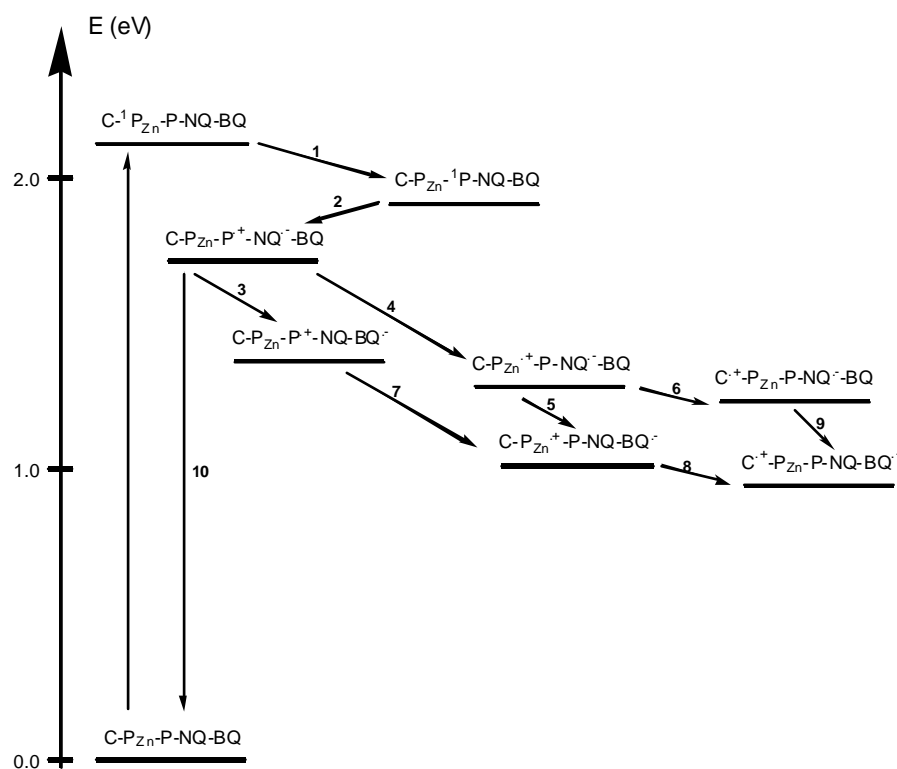 E (eV)
C-¹P_Zn-P-NQ-BQ
1
2.0
C-P_Zn-¹P-NQ-BQ
2
C-P_Zn-P^·+-NQ^·–-BQ
3
4
C-P_Zn-P^·+-NQ-BQ^·–
C-P_Zn^·+-P-NQ^·–-BQ
C^·+-P_Zn-P-NQ^·–-BQ
7
6
5
9
C-P_Zn^·+-P-NQ-BQ^·–
1.0
10
8
C^·+-P_Zn-P-NQ-BQ^·–
C-P_Zn-P-NQ-BQ
0.0